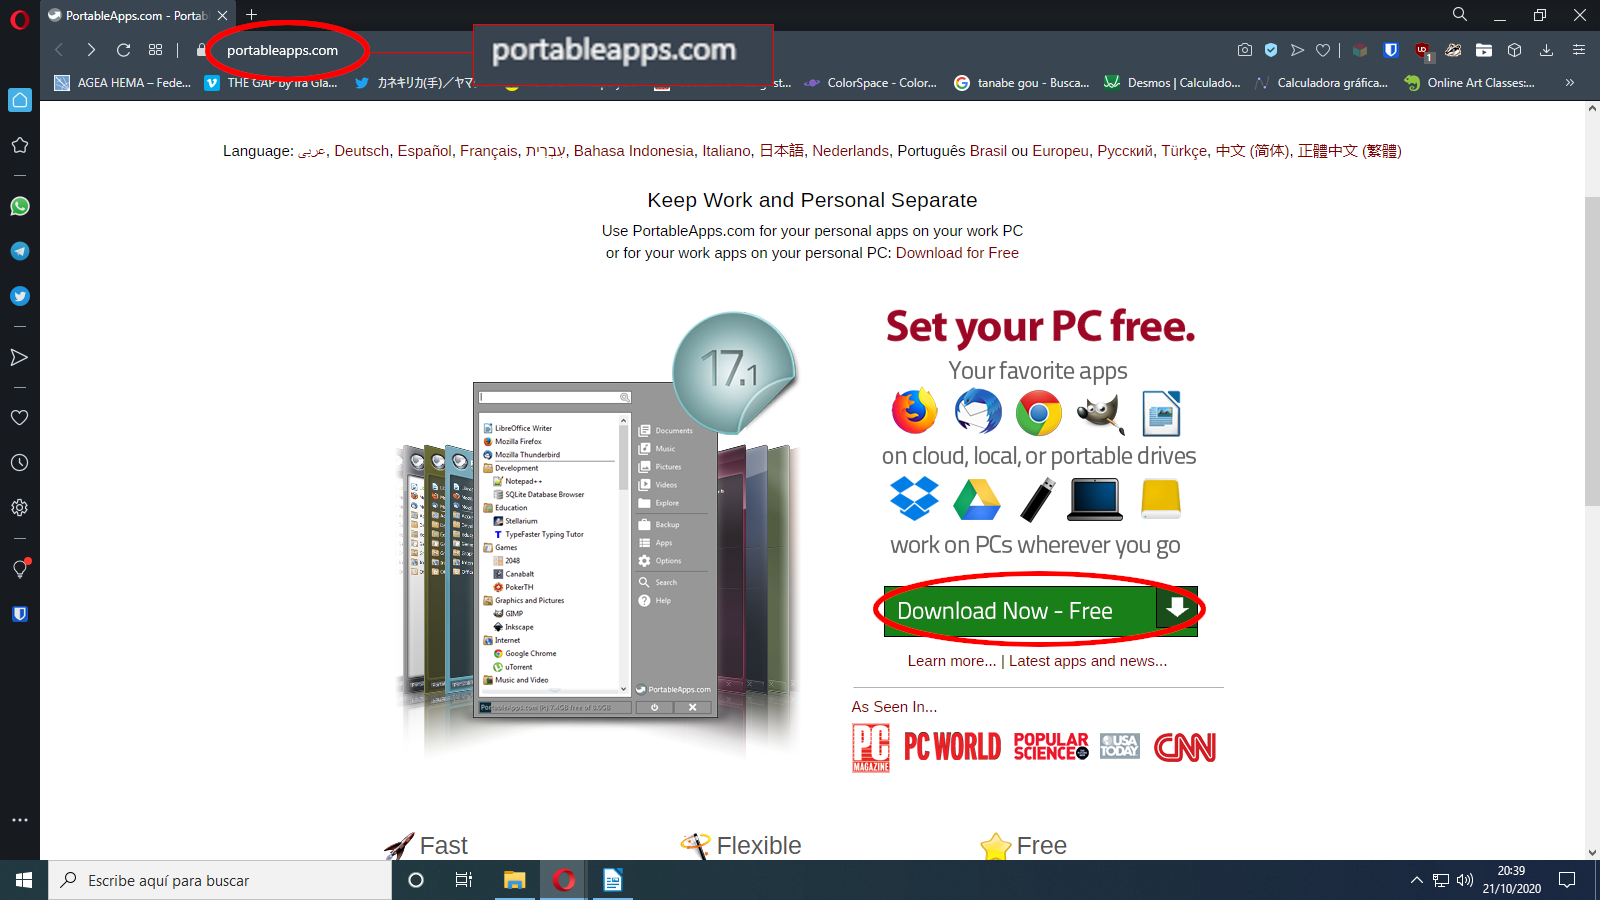 PortableApps.com - Portab
portableapps.com
portableapps.com
AGEA HEMA – Fede...
THE GAP by Ira Gla...
カネキリカ(手)／ヤマ
ColorSpace - Color...
tanabe gou - Busca...
Desmos | Calculado...
Calculadora gráfica...
Online Art Classes:...
Language: عربي, Deutsch, Español, Français, עברית, Bahasa Indonesia, Italiano, 日本語, Nederlands, Português Brasil ou Europeu, Русский, Türkçe, 中文 (简体), 正體中文 (繁體)
Keep Work and Personal Separate
Use PortableApps.com for your personal apps on your work PC
or for your work apps on your personal PC: Download for Free
17.1
LibreOffice Writer
Mozilla Firefox
Mozilla Thunderbird
Development
Notepad++
SQLite Database Browser
Education
Stellarium
TypeFaster Typing Tutor
Games
2048
Canabalt
PokerTH
Graphics and Pictures
GIMP
Inkscape
Internet
Google Chrome
uTorrent
Music and Video
Documents
Music
Pictures
Videos
Explore
Backup
Apps
Options
Search
Help
PortableApps.com
PortableApps.com (P:) 7.4GB free of 8.0GB
Set your PC free.
Your favorite apps
on cloud, local, or portable drives
work on PCs wherever you go
Download Now - Free
Learn more... | Latest apps and news...
As Seen In...
PC MAGAZINE
PC WORLD
POPULAR SCIENCE
USA TODAY
CNN
Fast
Flexible
Free
Escribe aquí para buscar
20:39
21/10/2020